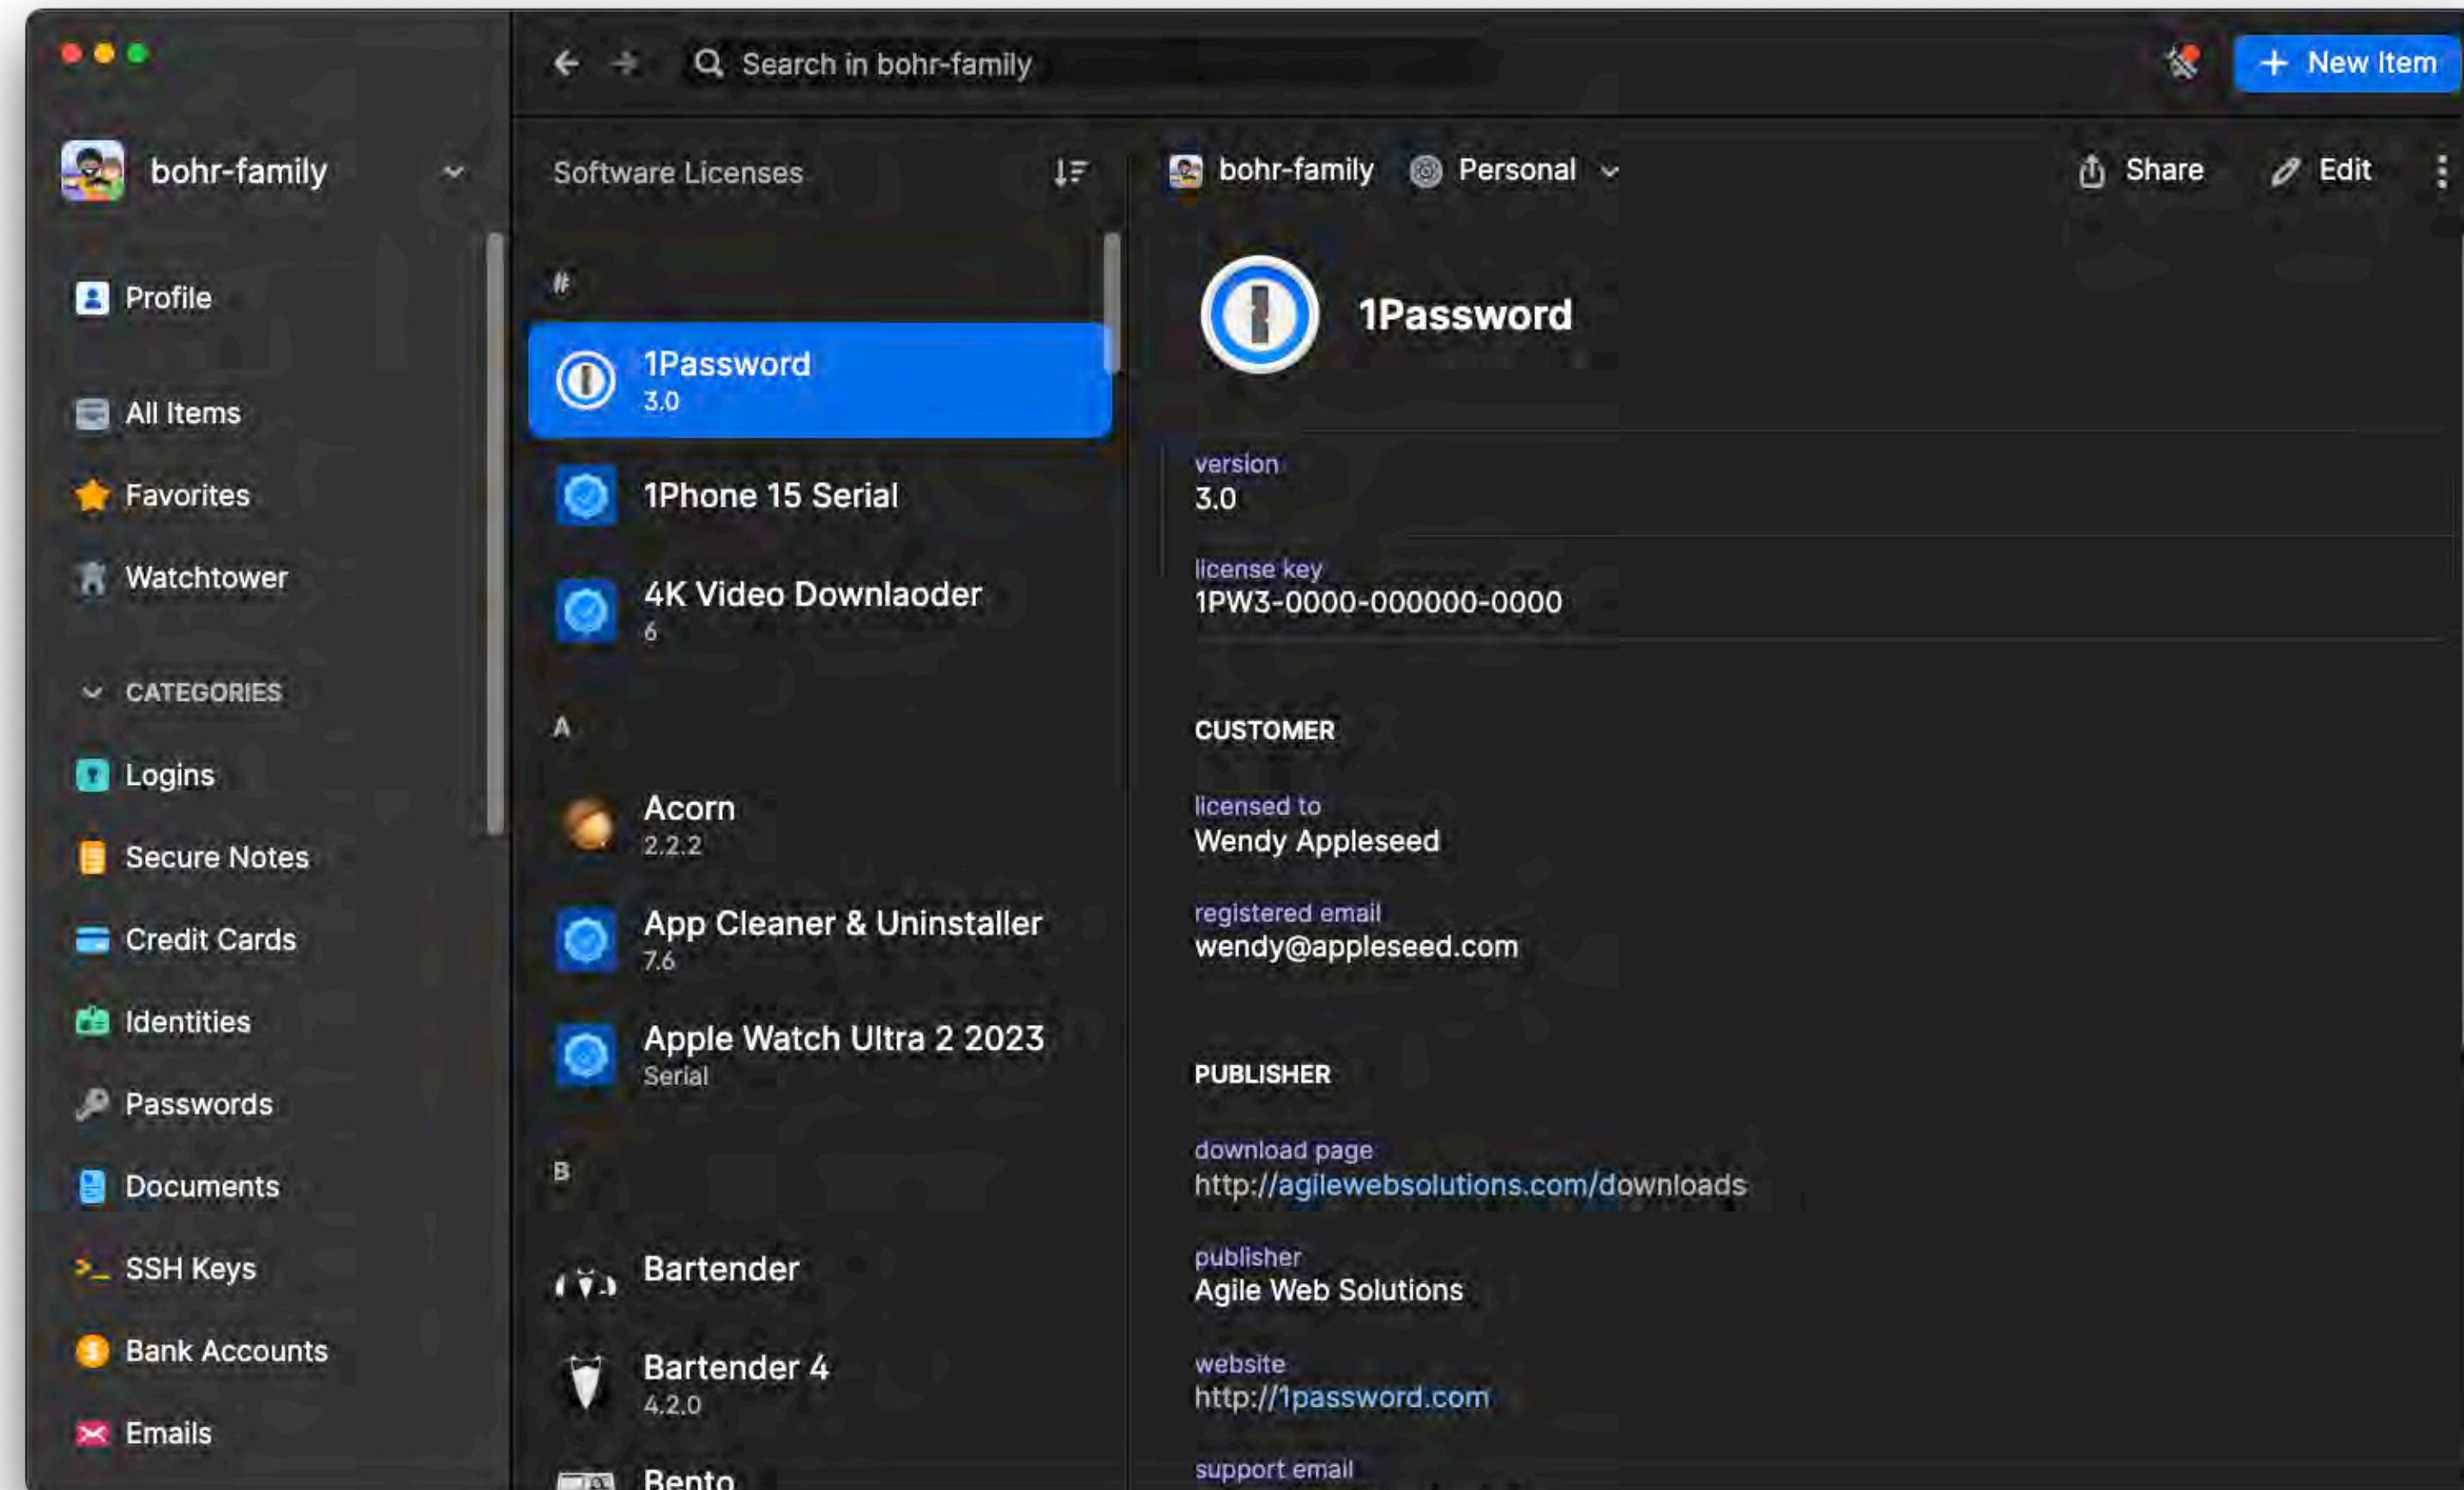 Search in bohr-family
+ New Item
bohr-family
Profile
All Items
Favorites
Watchtower
CATEGORIES
Logins
Secure Notes
Credit Cards
Identities
Passwords
Documents
SSH Keys
Bank Accounts
Emails
Software Licenses
#
1Password
3.0
1Phone 15 Serial
4K Video Downlaoder
6
A
Acorn
2.2.2
App Cleaner & Uninstaller
7.6
Apple Watch Ultra 2 2023
Serial
B
Bartender
Bartender 4
4.2.0
Bento
bohr-family Personal
Share Edit
1Password
version
3.0
license key
1PW3-0000-000000-0000
CUSTOMER
licensed to
Wendy Appleseed
registered email
wendy@appleseed.com
PUBLISHER
download page
http://agilewebsolutions.com/downloads
publisher
Agile Web Solutions
website
http://1password.com
support email